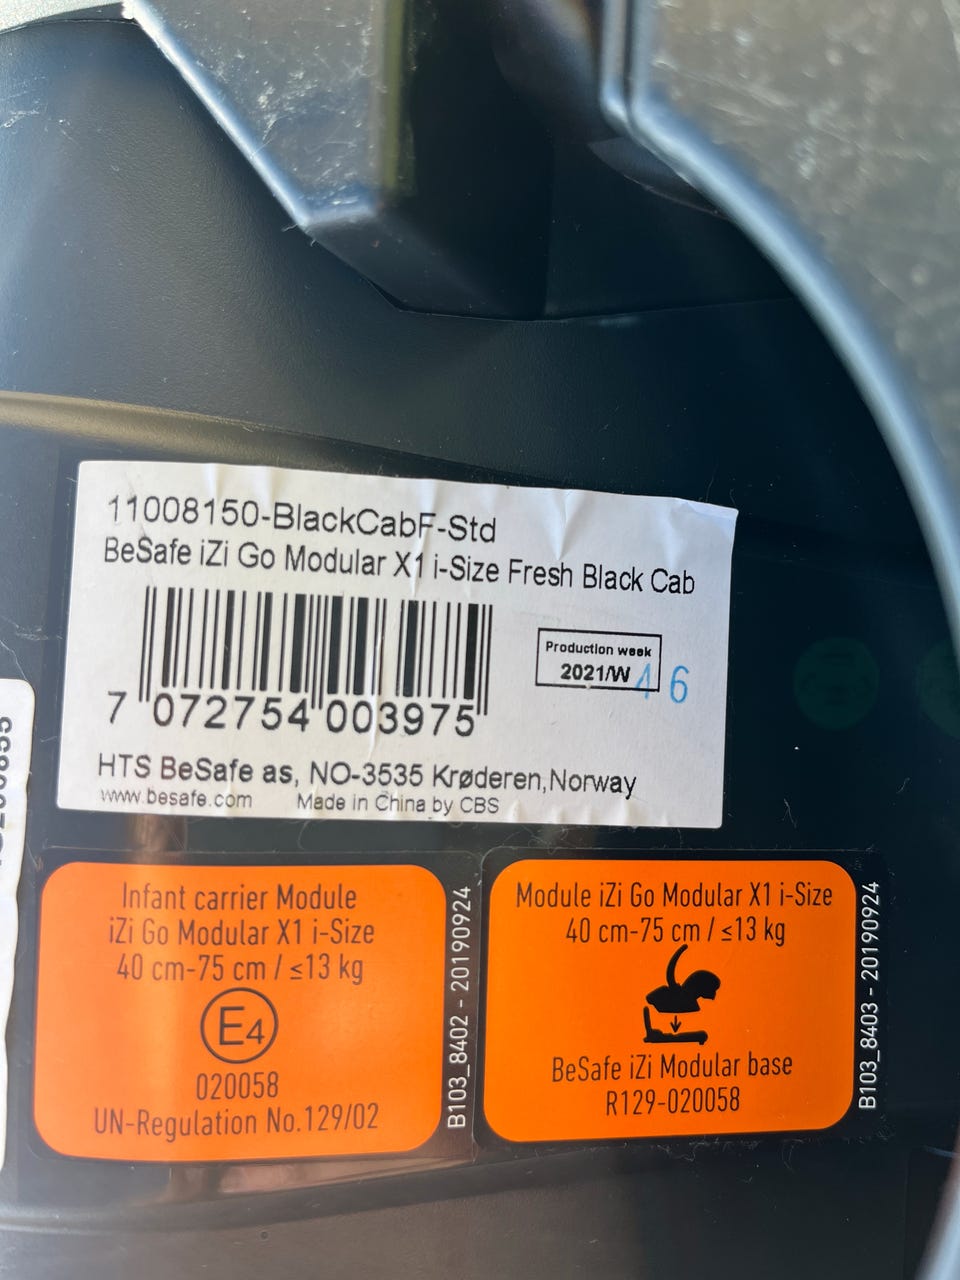 11008150-BlackCabF-Std
BeSafe iZi Go Modular X1 i-Size Fresh Black Cab
Production week
2021/W 46
7 072754 003975
HTS BeSafe as, NO-3535 Krøderen,Norway
www.besafe.com Made in China by CBS
Infant carrier Module
iZi Go Modular X1 i-Size
40 cm-75 cm / ≤13 kg
E4
020058
UN-Regulation No.129/02
B103_8402 - 20190924
Module iZi Go Modular X1 i-Size
40 cm-75 cm / ≤13 kg
BeSafe iZi Modular base
R129-020058
B103_8403 - 20190924